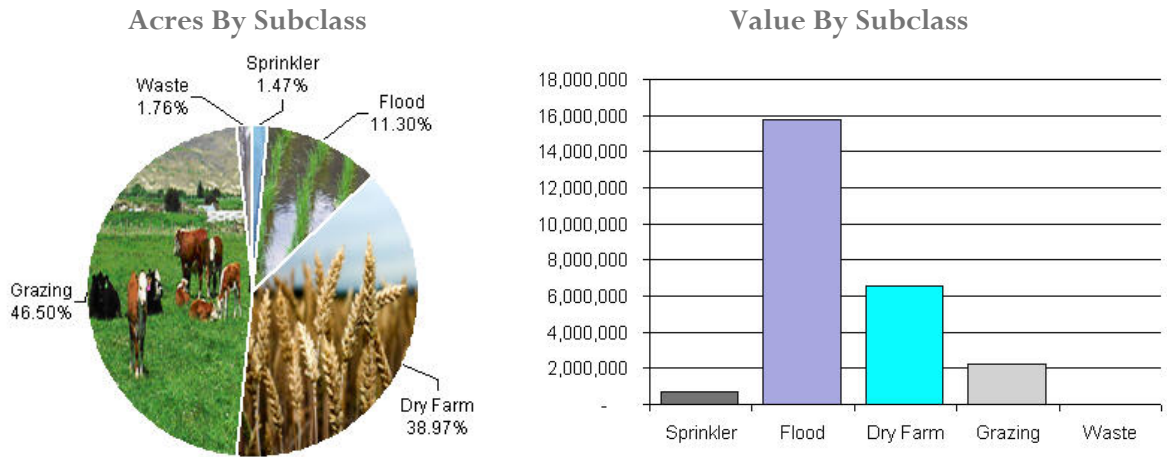 Acres By Subclass
Sprinkler
1.47%
Waste
1.76%
Flood
11.30%
Grazing
46.50%
Dry Farm
38.97%
Value By Subclass
18,000,000
16,000,000
14,000,000
12,000,000
10,000,000
8,000,000
6,000,000
4,000,000
2,000,000
-
Sprinkler Flood Dry Farm Grazing Waste